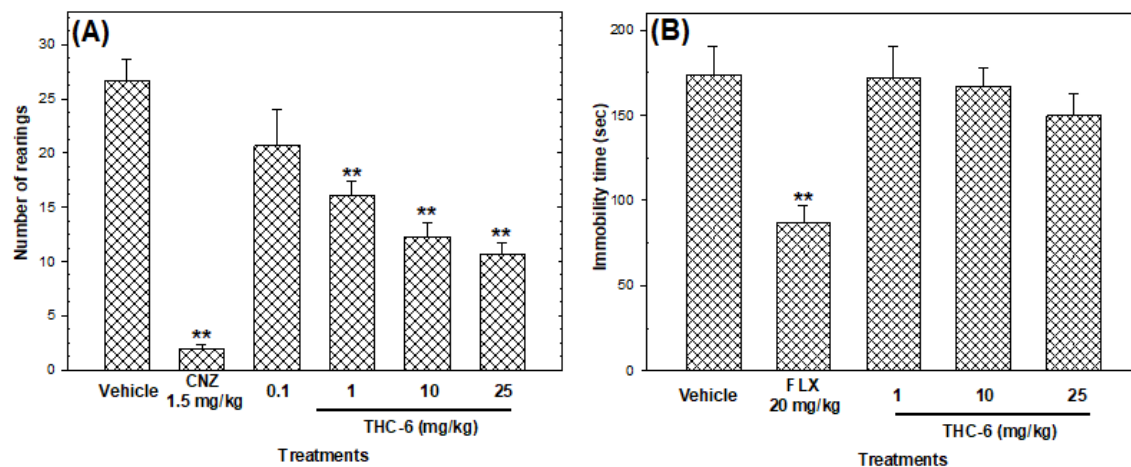 (A)
Number of rearings
30
25
20
15
10
5
0
**
**
**
**
Vehicle CNZ 0.1 1 10 25
1.5 mg/kg
THC-6 (mg/kg)
Treatments
(B)
Immobility time (sec)
200
150
100
50
0
**
Vehicle FLX 1 10 25
20 mg/kg
THC-6 (mg/kg)
Treatments